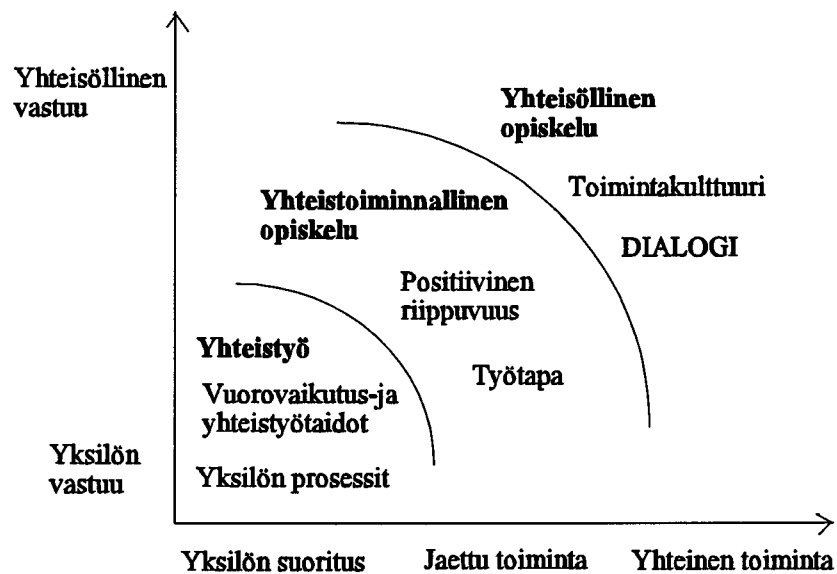 Yhteisöllinen
vastuu
Yhteisöllinen
opiskelu
Toimintakulttuuri
DIALOGI
Yhteistoiminnallinen
opiskelu
Positiivinen
riippuvuus
Työtapa
Yhteistyö
Vuorovaikutus-ja
yhteistyötaidot
Yksilön prosessit
Yksilön
vastuu
Yksilön suoritus
Jaettu toiminta
Yhteinen toiminta